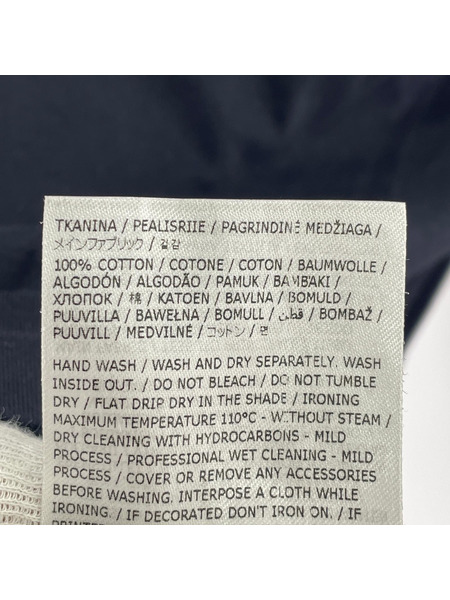 TKANINA / PEALISRIIE / PAGRINDINĖ MEDŽIAGA /
メインファブリック / 겉감
100% COTTON / COTONE / COTON / BAUMWOLLE /
ALGODÓN / ALGODÃO / PAMUK / BAMBAKI /
ХЛОПОК / 棉 / KATOEN / BAVLNA / BOMULD /
PUUVILLA / BAWEŁNA / BOMULL / قطن / BOMBAŽ /
PUUVILL / MEDVILNĖ / コットン / 면
HAND WASH / WASH AND DRY SEPARATELY. WASH
INSIDE OUT. / DO NOT BLEACH / DO NOT TUMBLE
DRY / FLAT DRIP DRY IN THE SHADE / IRONING
MAXIMUM TEMPERATURE 110°C - WITHOUT STEAM /
DRY CLEANING WITH HYDROCARBONS - MILD
PROCESS / PROFESSIONAL WET CLEANING - MILD
PROCESS / COVER OR REMOVE ANY ACCESSORIES
BEFORE WASHING. INTERPOSE A CLOTH WHILE
IRONING. / IF DECORATED DON'T IRON ON. / IF